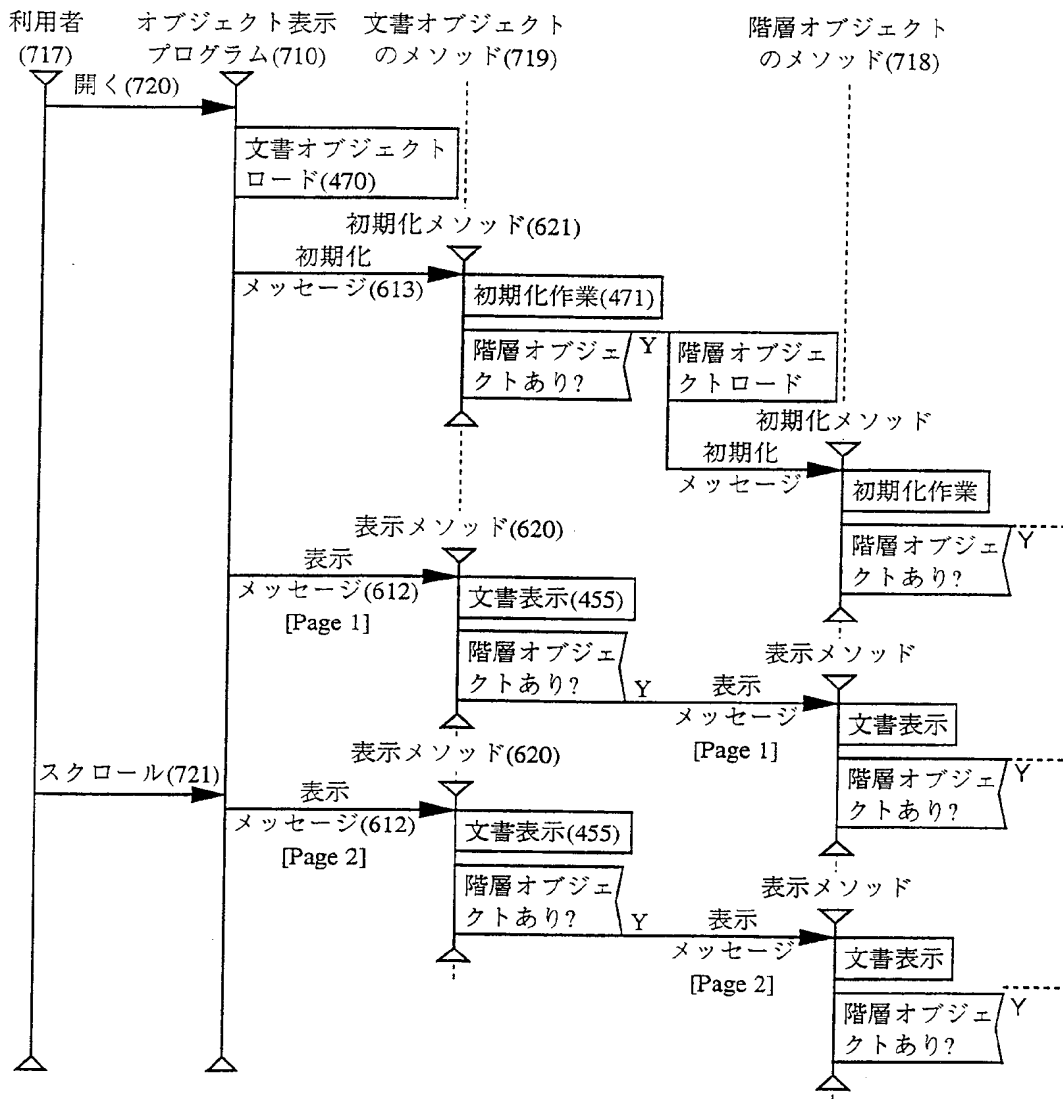 利用者
(717)
オブジェクト表示
プログラム(710)
文書オブジェクト
のメソッド(719)
階層オブジェクト
のメソッド(718)
開く(720)
文書オブジェクト
ロード(470)
初期化メソッド(621)
初期化
メッセージ(613)
初期化作業(471)
階層オブジェ
クトあり?
Y
階層オブジェ
クトロード
初期化メソッド
初期化
メッセージ
初期化作業
階層オブジェ
クトあり?
Y
表示メソッド(620)
表示
メッセージ(612)
[Page 1]
文書表示(455)
階層オブジェ
クトあり?
Y
表示メソッド
表示
メッセージ
[Page 1]
文書表示
階層オブジェ
クトあり?
Y
表示メソッド(620)
スクロール(721)
表示
メッセージ(612)
[Page 2]
文書表示(455)
階層オブジェ
クトあり?
Y
表示メソッド
表示
メッセージ
[Page 2]
文書表示
階層オブジェ
クトあり?
Y